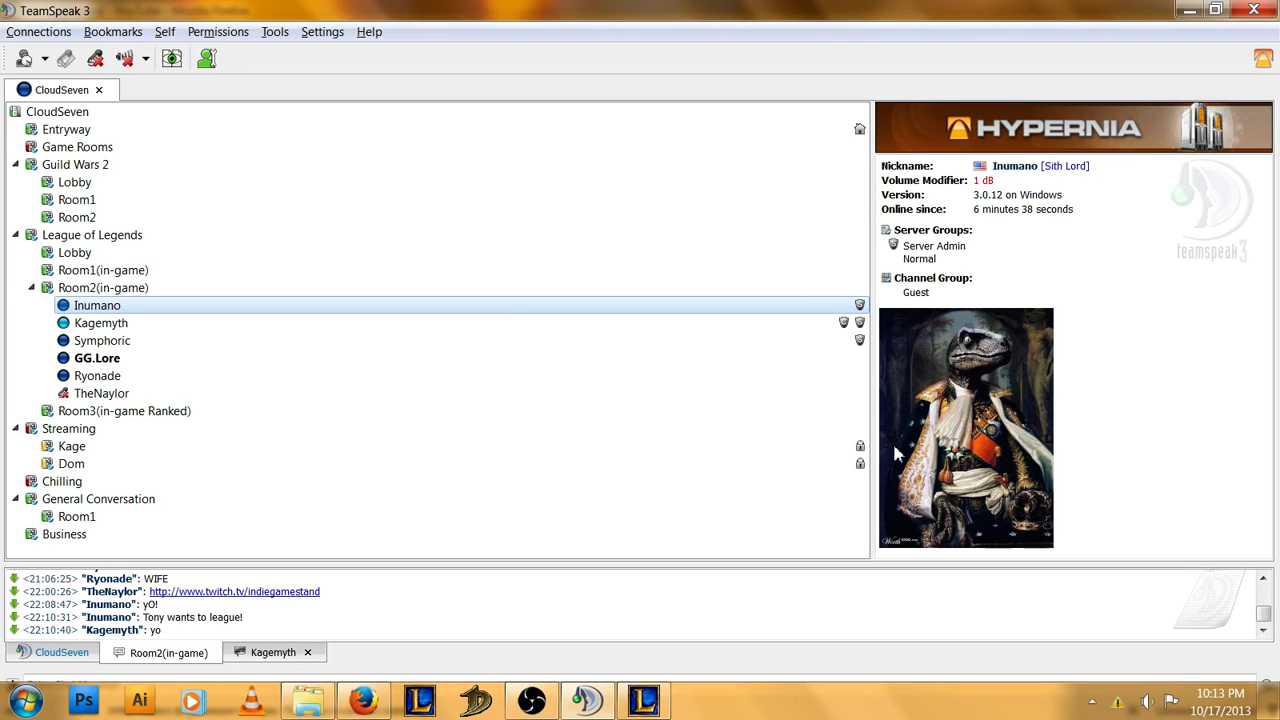 TeamSpeak 3
Connections Bookmarks Self Permissions Tools Settings Help
CloudSeven
CloudSeven
Entryway
Game Rooms
Guild Wars 2
Lobby
Room1
Room2
League of Legends
Lobby
Room1(in-game)
Room2(in-game)
Inumano
Kagemyth
Symphoric
GG.Lore
Ryonade
TheNaylor
Room3(in-game Ranked)
Streaming
Kage
Dom
Chilling
General Conversation
Room1
Business
HYPERNIA
Nickname: Inumano [Sith Lord]
Volume Modifier: 1 dB
Version: 3.0.12 on Windows
Online since: 6 minutes 38 seconds
teamspeak3
Server Groups:
Server Admin
Normal
Channel Group:
Guest
<21:06:25> "Ryonade": WIFE
<22:00:26> "TheNaylor": http://www.twitch.tv/indiegamestand
<22:08:47> "Inumano": yO!
<22:10:31> "Inumano": Tony wants to league!
<22:10:40> "Kagemyth": yo
CloudSeven Room2(in-game) Kagemyth
Ps Ai L L
10:13 PM
10/17/2013